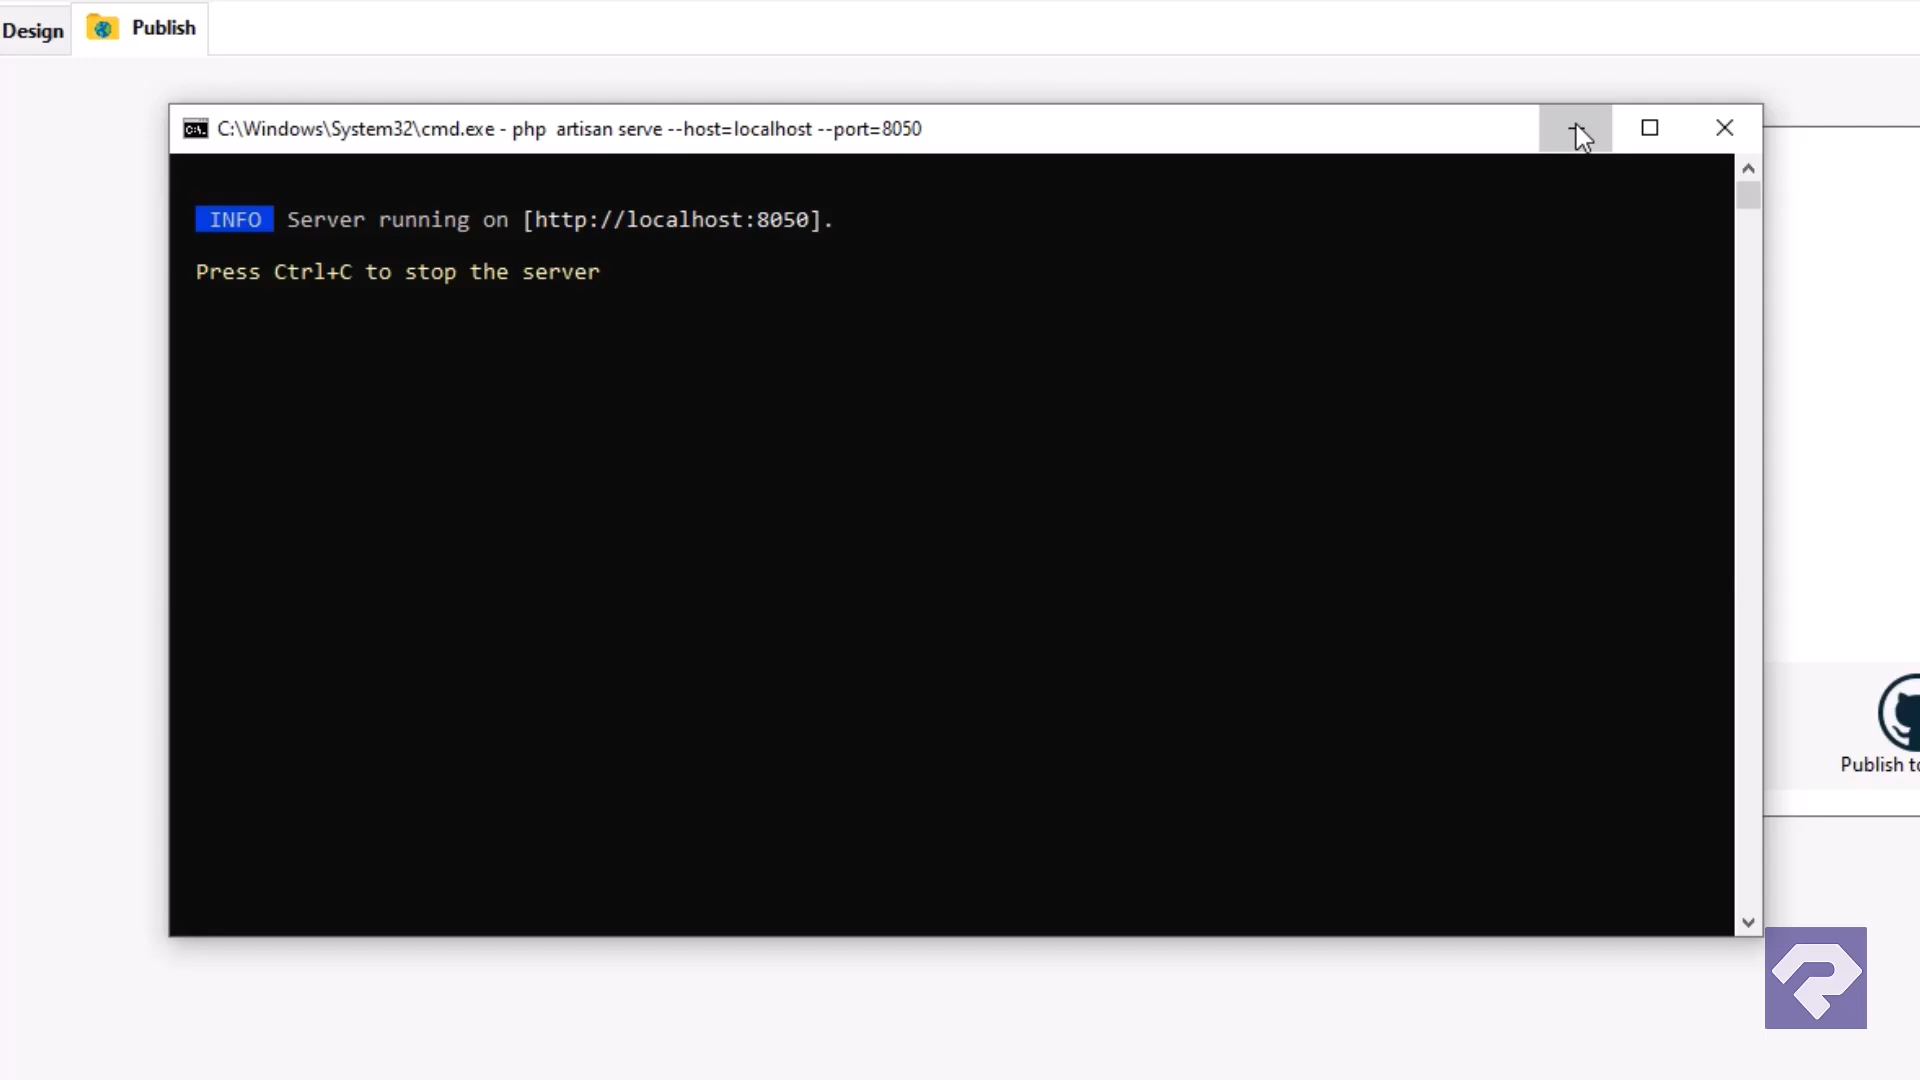 Design
Publish
C:\Windows\System32\cmd.exe - php  artisan serve --host=localhost --port=8050
INFO Server running on [http://localhost:8050].
Press Ctrl+C to stop the server
Publish